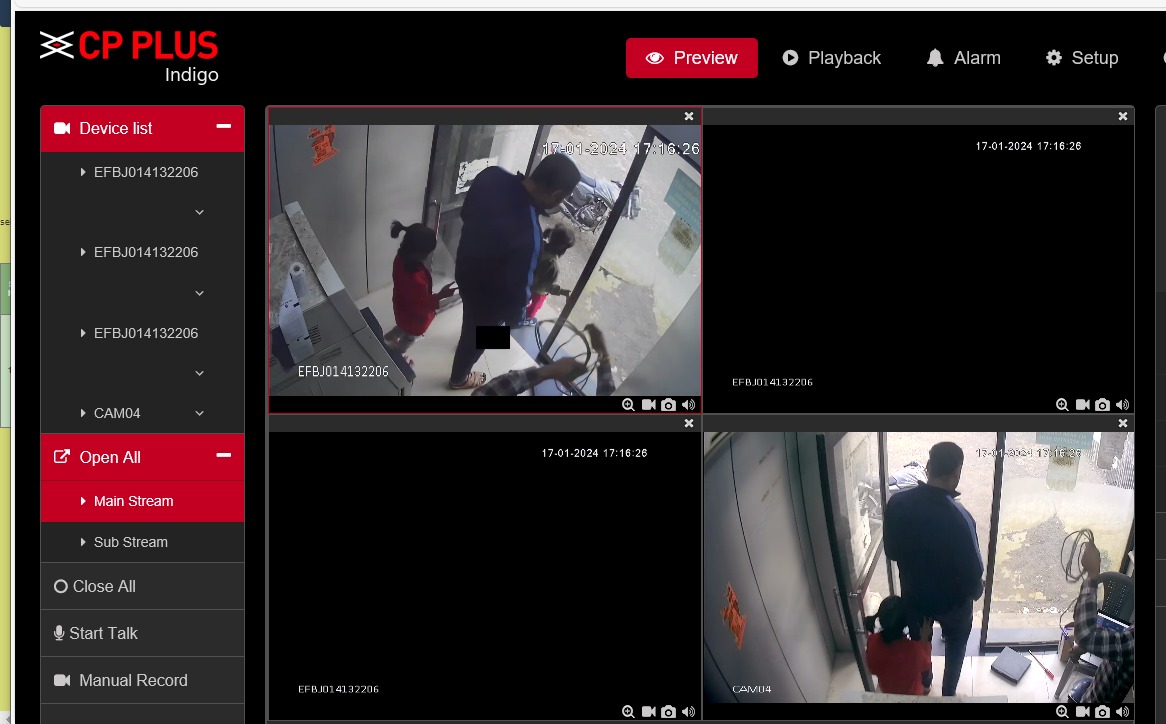 CP PLUS
Indigo
Preview
Playback
Alarm
Setup
Device list
EFBJ014132206
EFBJ014132206
EFBJ014132206
CAM04
Open All
Main Stream
Sub Stream
Close All
Start Talk
Manual Record
17-01-2024 17:16:26
EFBJ014132206
17-01-2024 17:16:26
EFBJ014132206
17-01-2024 17:16:26
EFBJ014132206
17-01-2024 17:16:26
CAM04